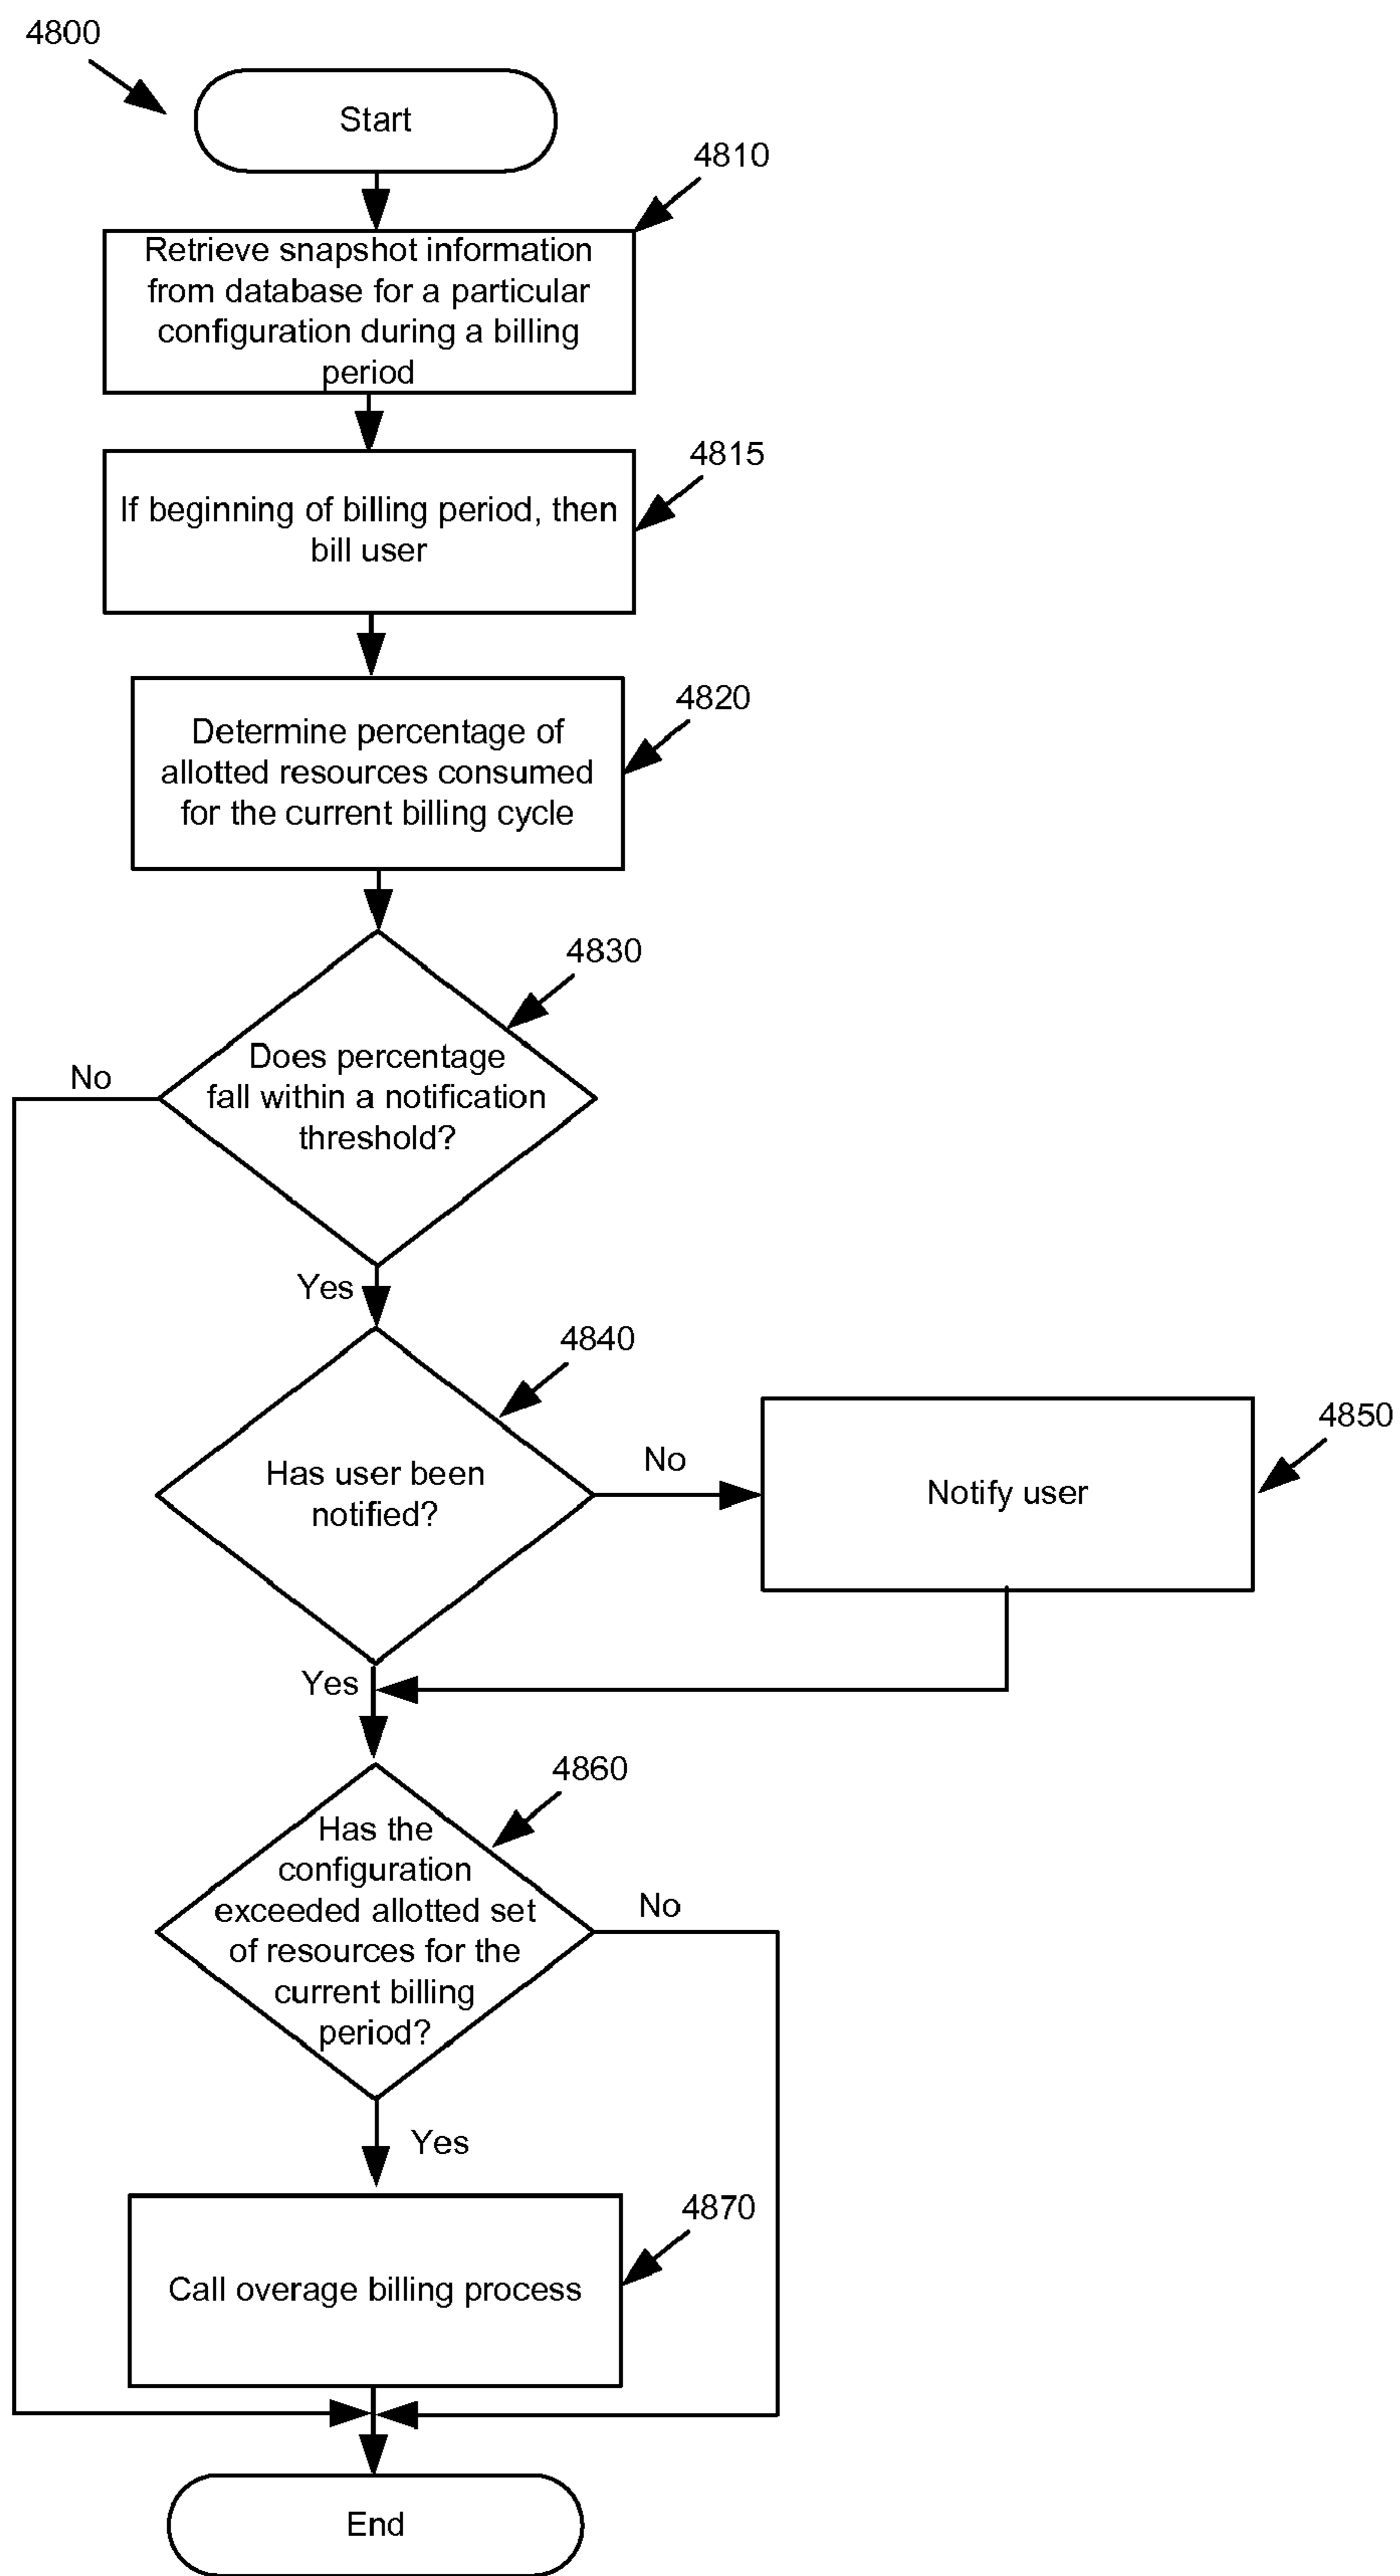 4800
Start
4810
Retrieve snapshot information
from database for a particular
configuration during a billing
period
4815
If beginning of billing period, then
bill user
4820
Determine percentage of
allotted resources consumed
for the current billing cycle
4830
Does percentage
fall within a notification
threshold?
No
Yes
4840
Has user been
notified?
No
4850
Notify user
Yes
4860
Has the
configuration
exceeded allotted set
of resources for the
current billing
period?
No
Yes
4870
Call overage billing process
End